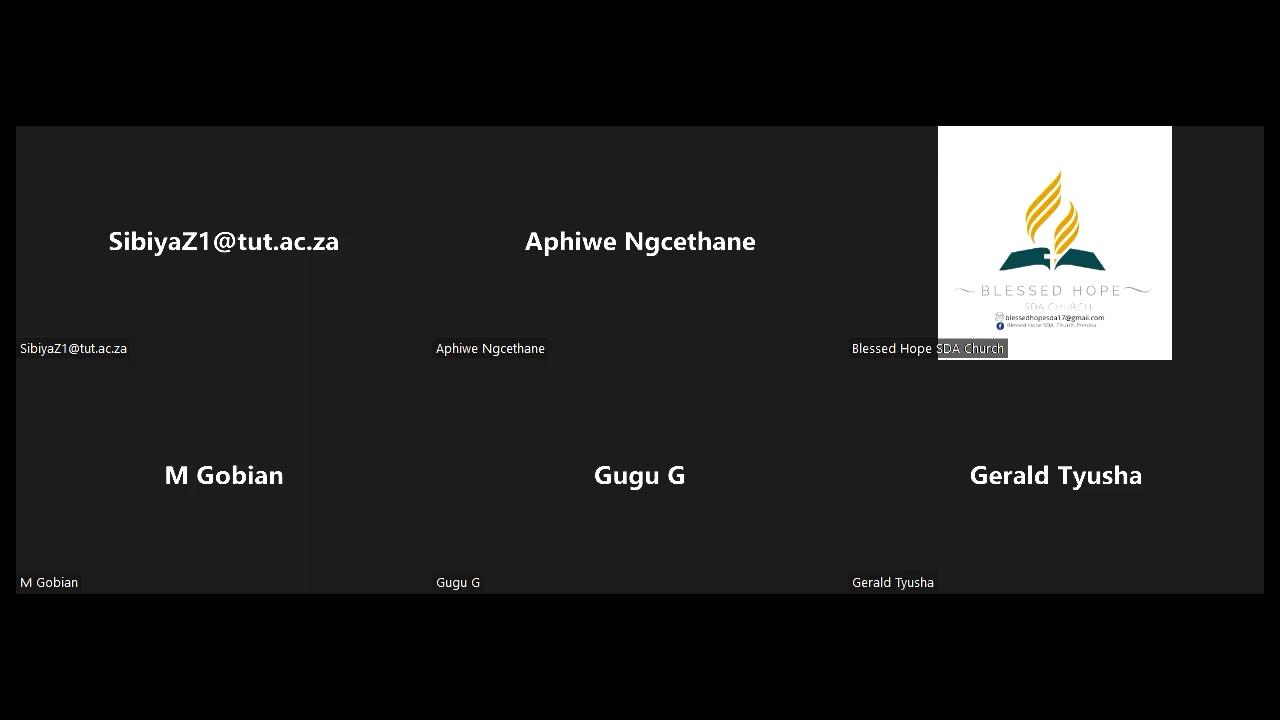 SibiyaZ1@tut.ac.za
SibiyaZ1@tut.ac.za
Aphiwe Ngcethane
Aphiwe Ngcethane
BLESSED HOPE
SDA CHURCH
blessedhopesda17@gmail.com
Blessed Hope SDA Church Pretoria
Blessed Hope SDA Church
M Gobian
M Gobian
Gugu G
Gugu G
Gerald Tyusha
Gerald Tyusha